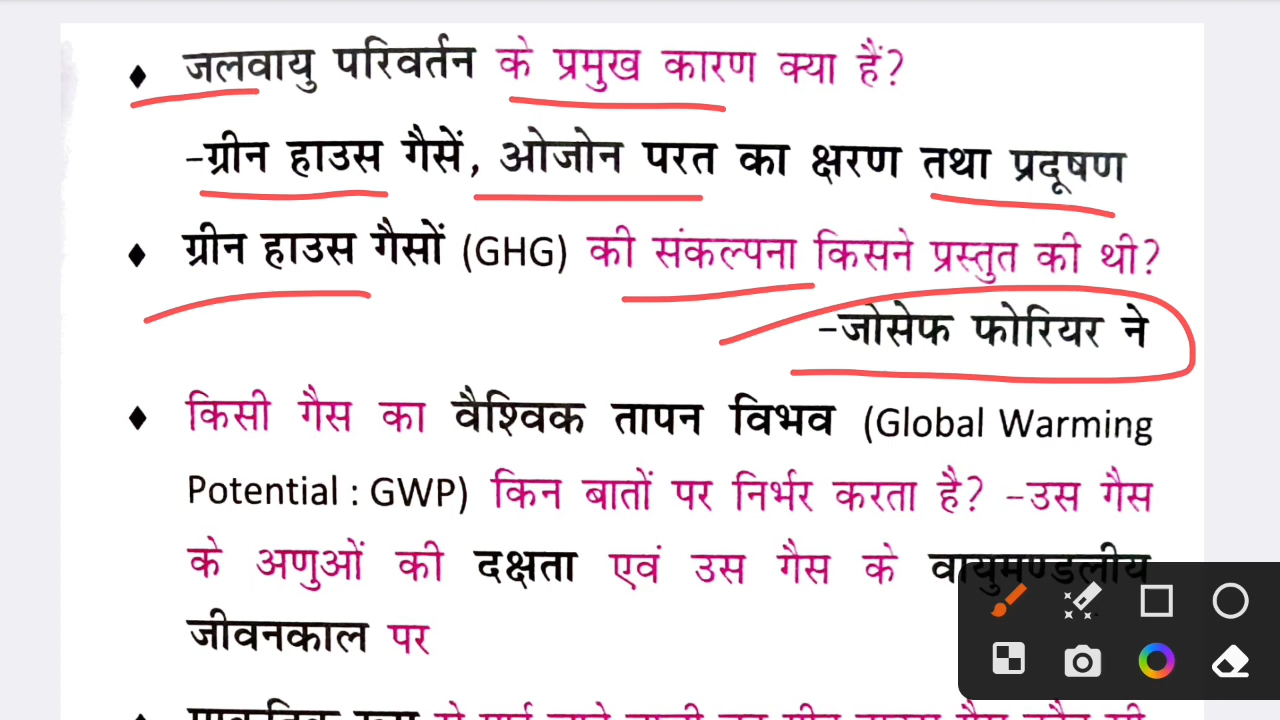 ♦ जलवायु परिवर्तन के प्रमुख कारण क्या हैं?
-ग्रीन हाउस गैसें, ओजोन परत का क्षरण तथा प्रदूषण
♦ ग्रीन हाउस गैसों (GHG) की संकल्पना किसने प्रस्तुत की थी?
-जोसेफ फोरियर ने
♦ किसी गैस का वैश्विक तापन विभव (Global Warming
Potential : GWP) किन बातों पर निर्भर करता है? -उस गैस
के अणुओं की दक्षता एवं उस गैस के वायुमण्डलीय
जीवनकाल पर